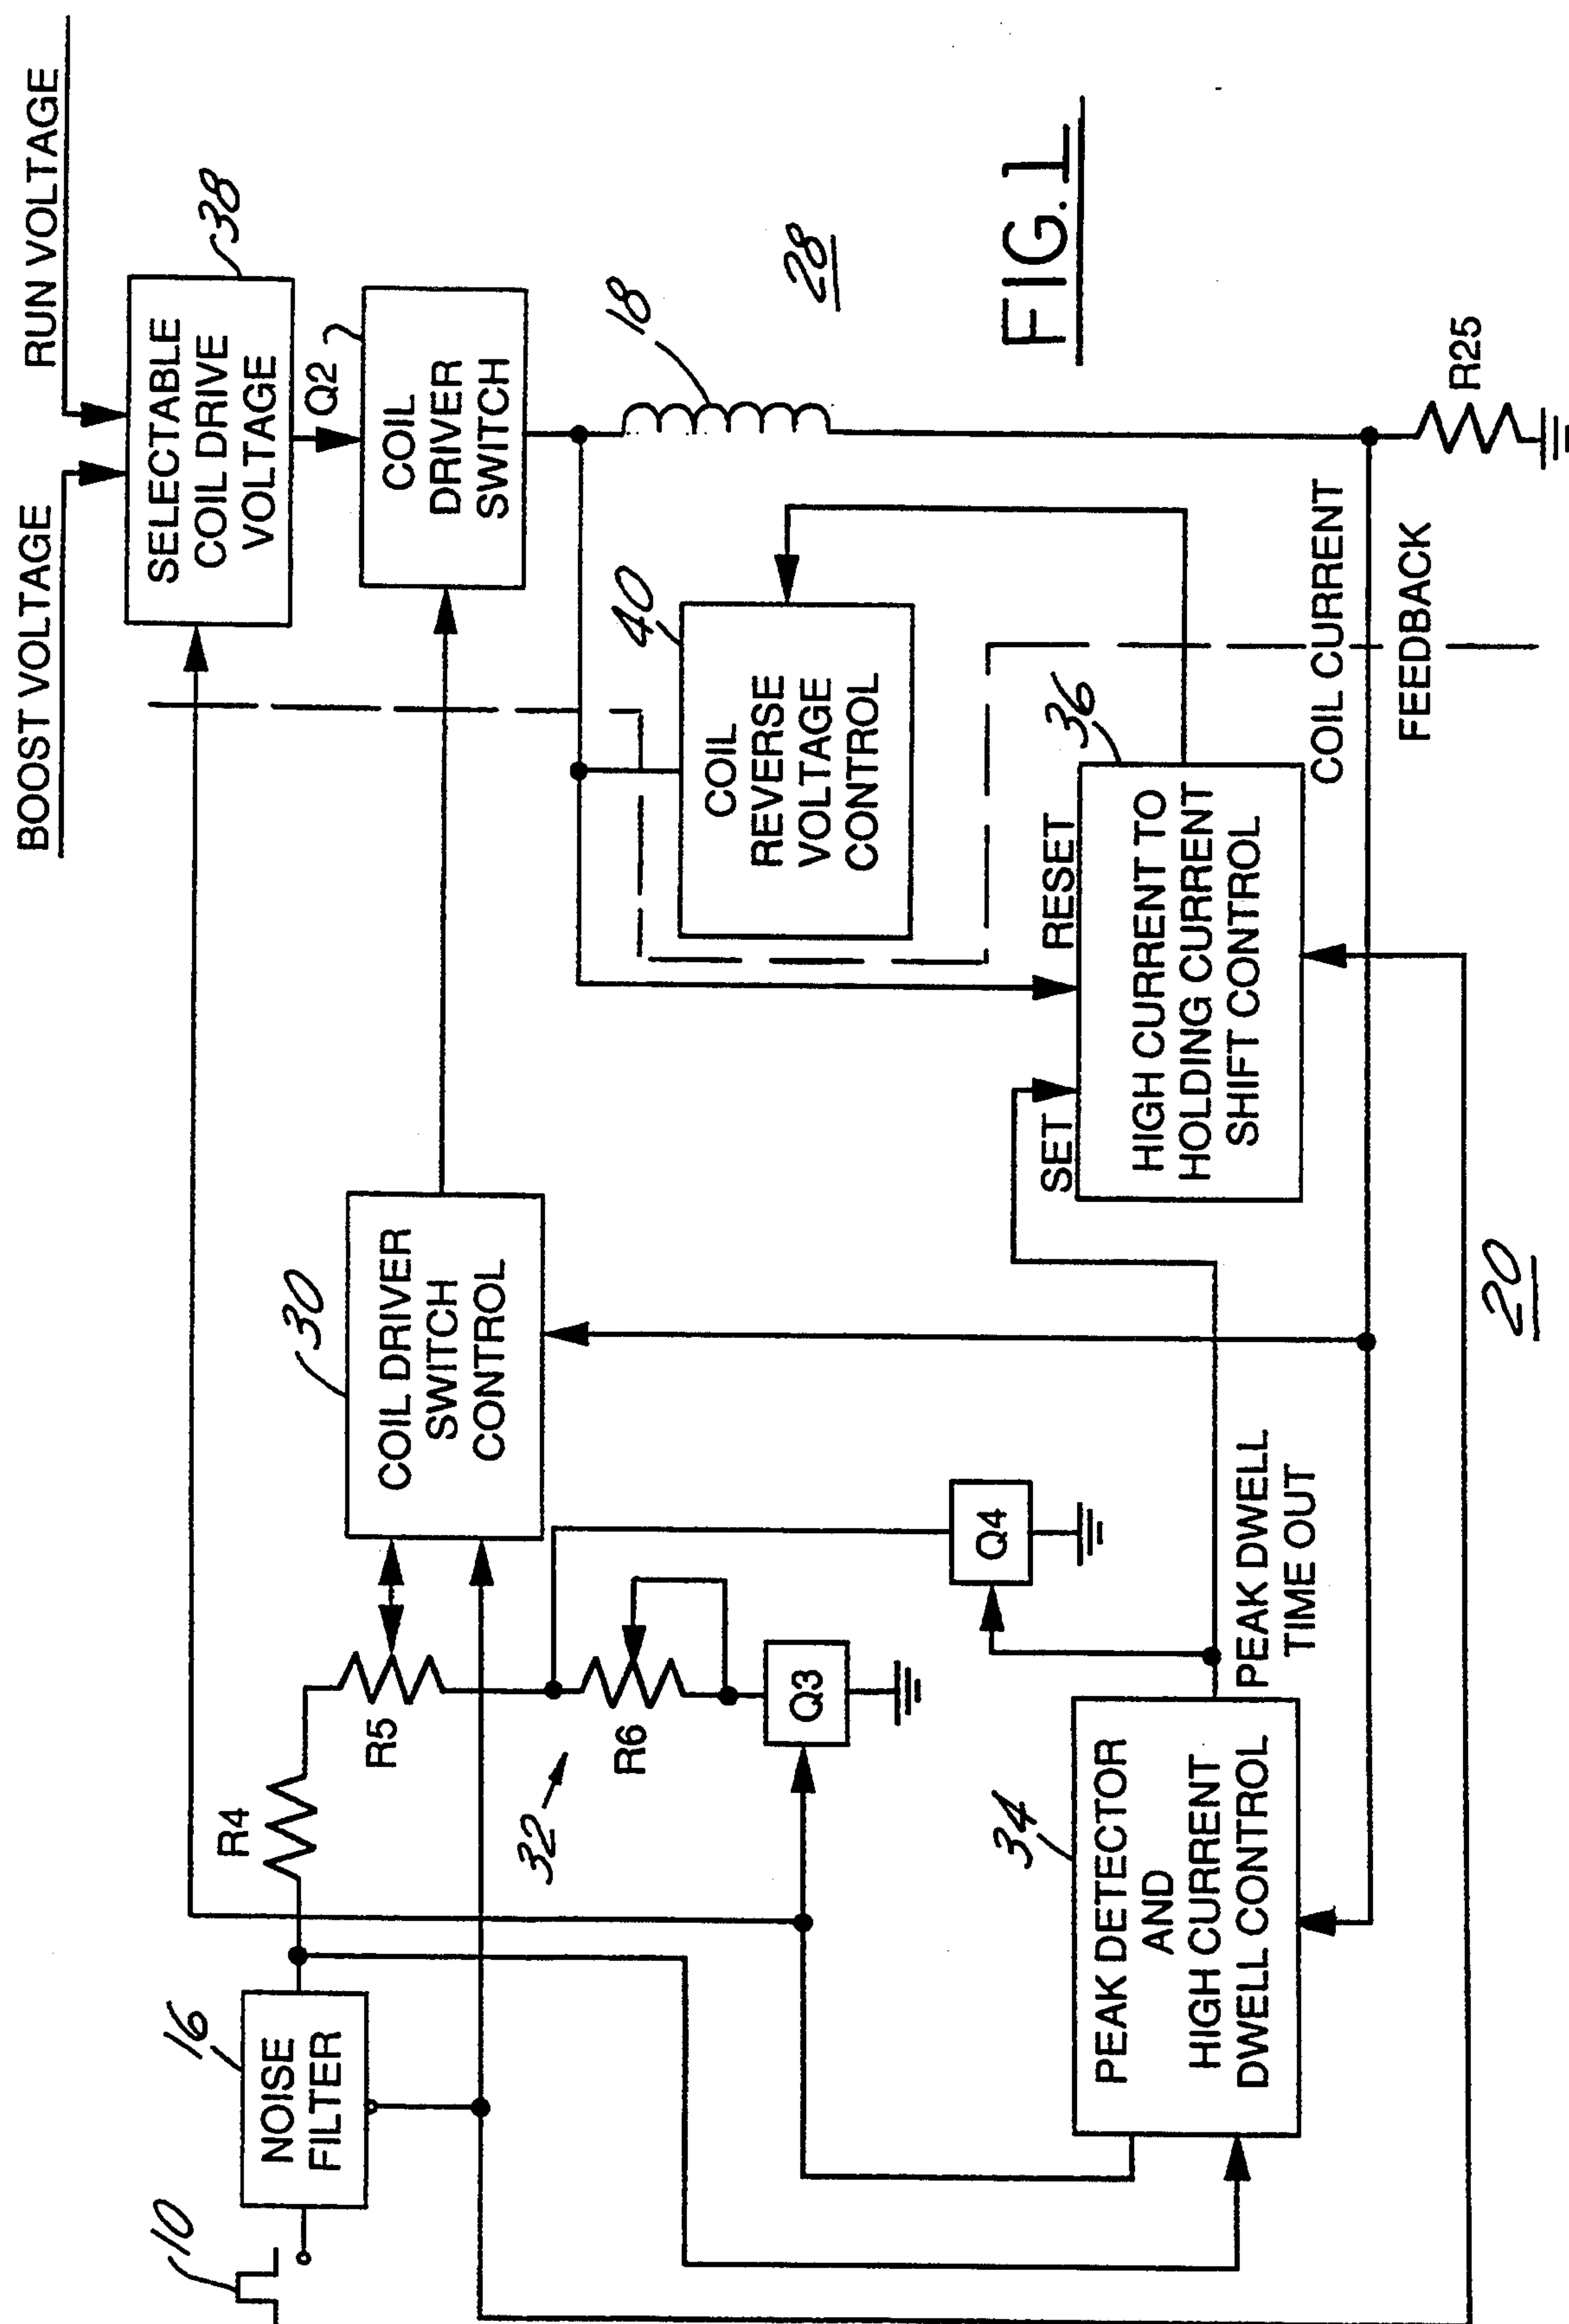 BOOST VOLTAGE
RUN VOLTAGE
10
16
NOISE
FILTER
R4
R5
32
R6
Q3
Q4
30
COIL DRIVER
SWITCH
CONTROL
SELECTABLE
COIL DRIVE
VOLTAGE
38
Q2
COIL
DRIVER
SWITCH
18
28
40
COIL
REVERSE
VOLTAGE
CONTROL
34
PEAK DETECTOR
AND
HIGH CURRENT
DWELL CONTROL
PEAK DWELL
TIME OUT
SET
RESET
36
HIGH CURRENT TO
HOLDING CURRENT
SHIFT CONTROL
COIL CURRENT
FEEDBACK
R25
20
FIG. 1